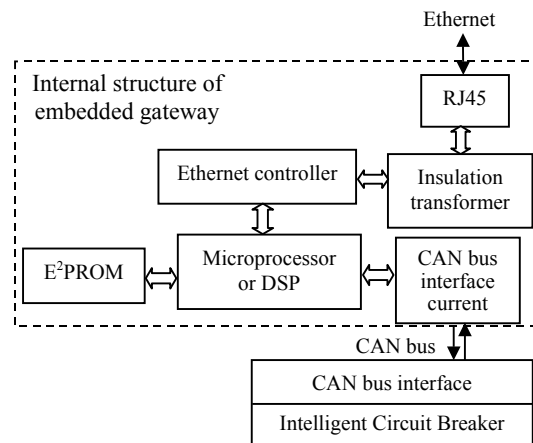 Ethernet
Internal structure of
embedded gateway
RJ45
Ethernet controller
Insulation
transformer
E²PROM
Microprocessor
or DSP
CAN bus
interface
current
CAN bus
CAN bus interface
Intelligent Circuit Breaker